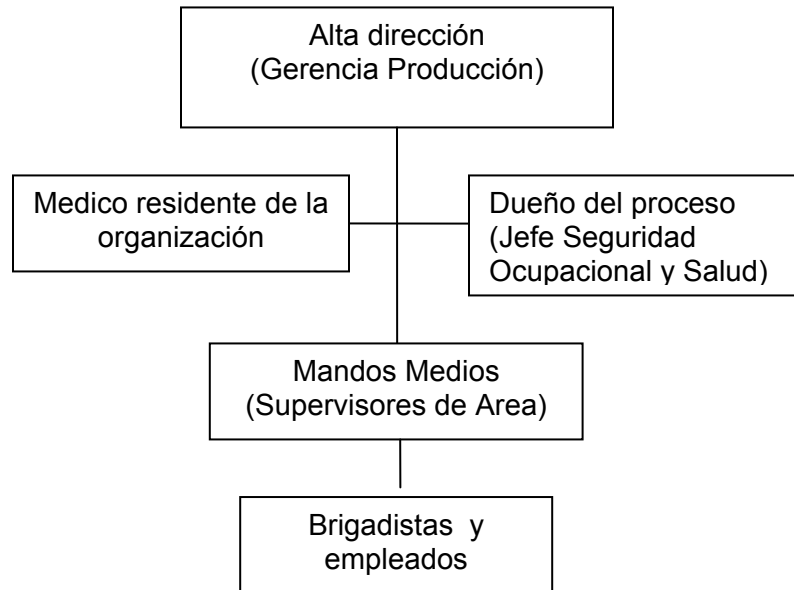 Alta dirección
(Gerencia Producción)
Medico residente de la
organización
Dueño del proceso
(Jefe Seguridad
Ocupacional y Salud)
Mandos Medios
(Supervisores de Area)
Brigadistas y
empleados